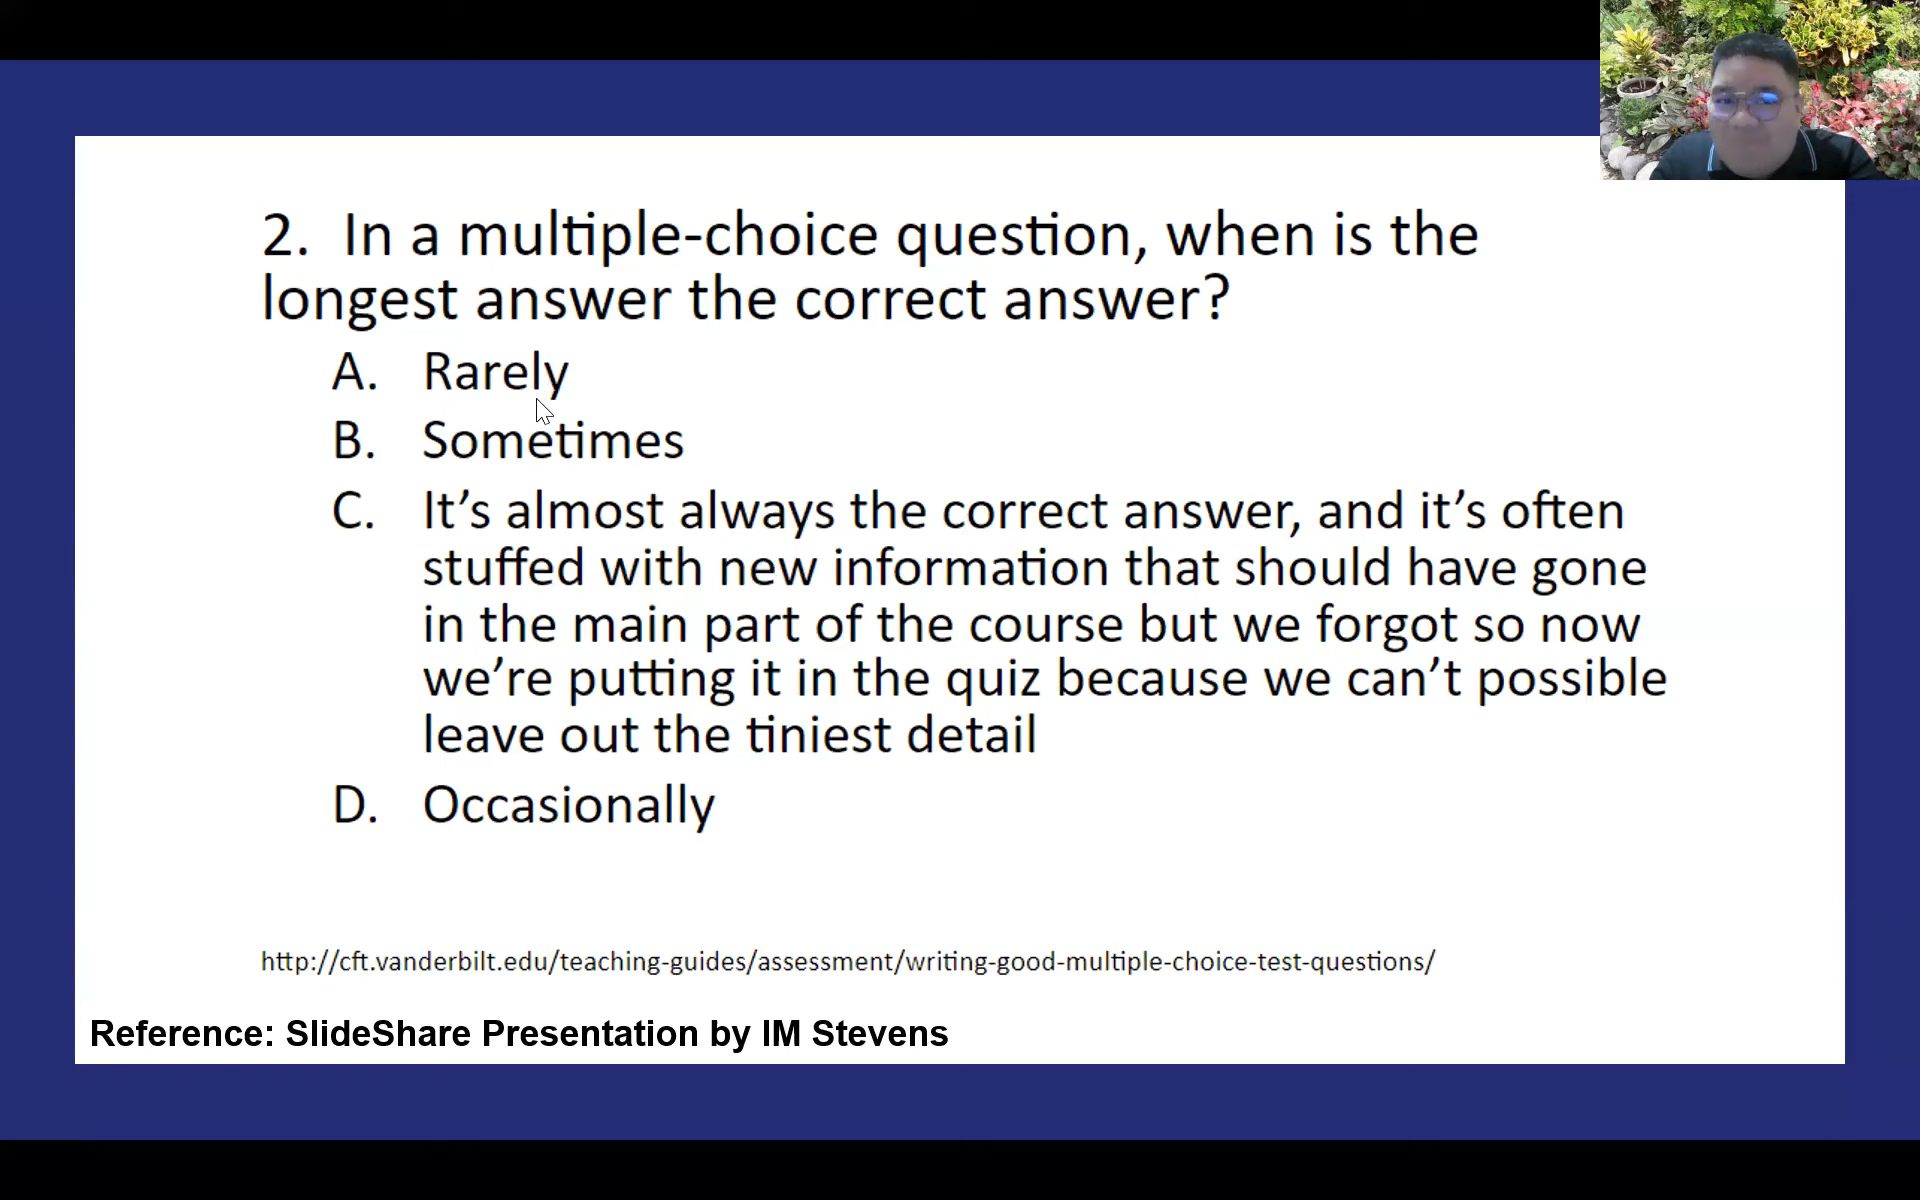 2. In a multiple-choice question, when is the
longest answer the correct answer?
A. Rarely
B. Sometimes
C. It’s almost always the correct answer, and it’s often
stuffed with new information that should have gone
in the main part of the course but we forgot so now
we’re putting it in the quiz because we can’t possible
leave out the tiniest detail
D. Occasionally
http://cft.vanderbilt.edu/teaching-guides/assessment/writing-good-multiple-choice-test-questions/
Reference: SlideShare Presentation by IM Stevens